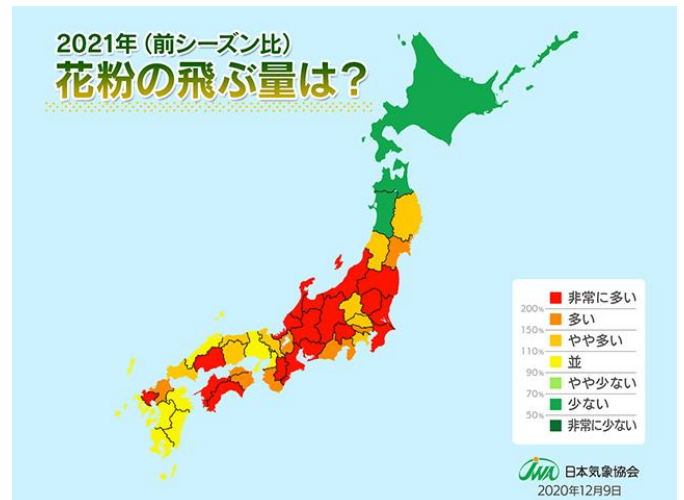 2021年（前シーズン比）
花粉の飛ぶ量は？
非常に多い
200%
多い
150%
やや多い
110%
並
90%
やや少ない
70%
少ない
50%
非常に少ない
JWA 日本気象協会
2020年12月9日